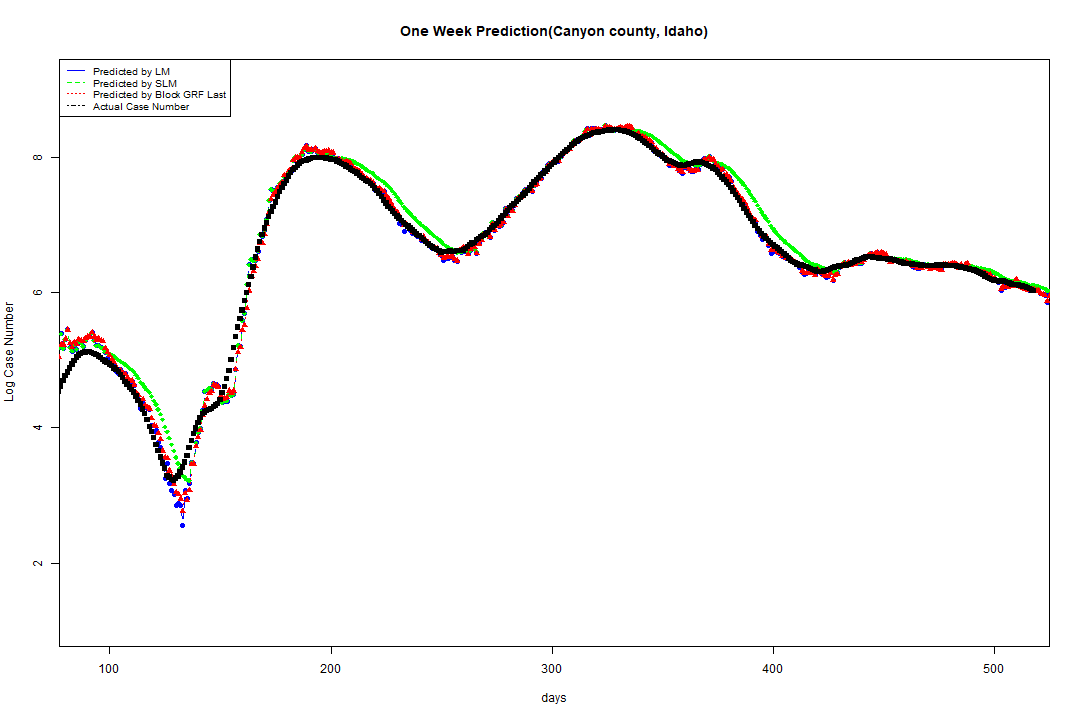 One Week Prediction(Canyon county, Idaho)
Predicted by LM
Predicted by SLM
Predicted by Block GRF Last
Actual Case Number
8
6
4
2
Log Case Number
100 200 300 400 500
days